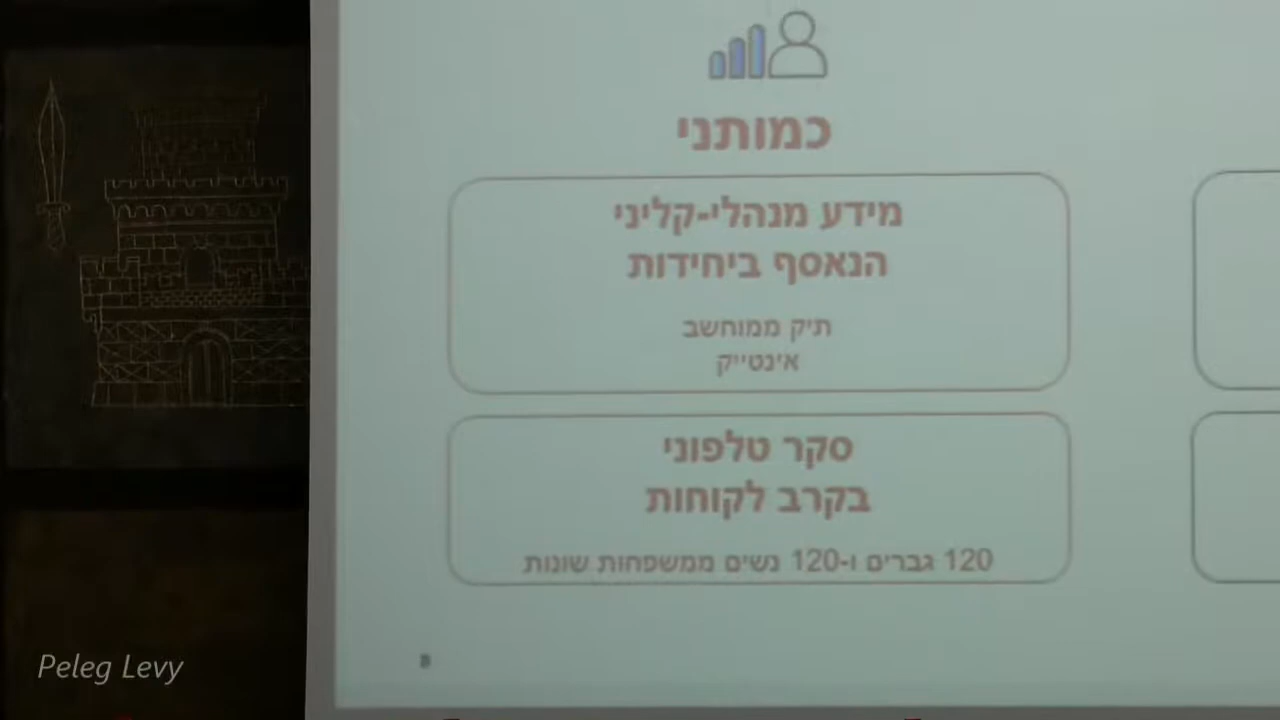 כמותני
מידע מנהלי-קליני
הנאסף ביחידות
תיק ממוחשב
אינטייק
סקר טלפוני
בקרב לקוחות
120 גברים ו-120 נשים ממשפחות שונות
Peleg Levy